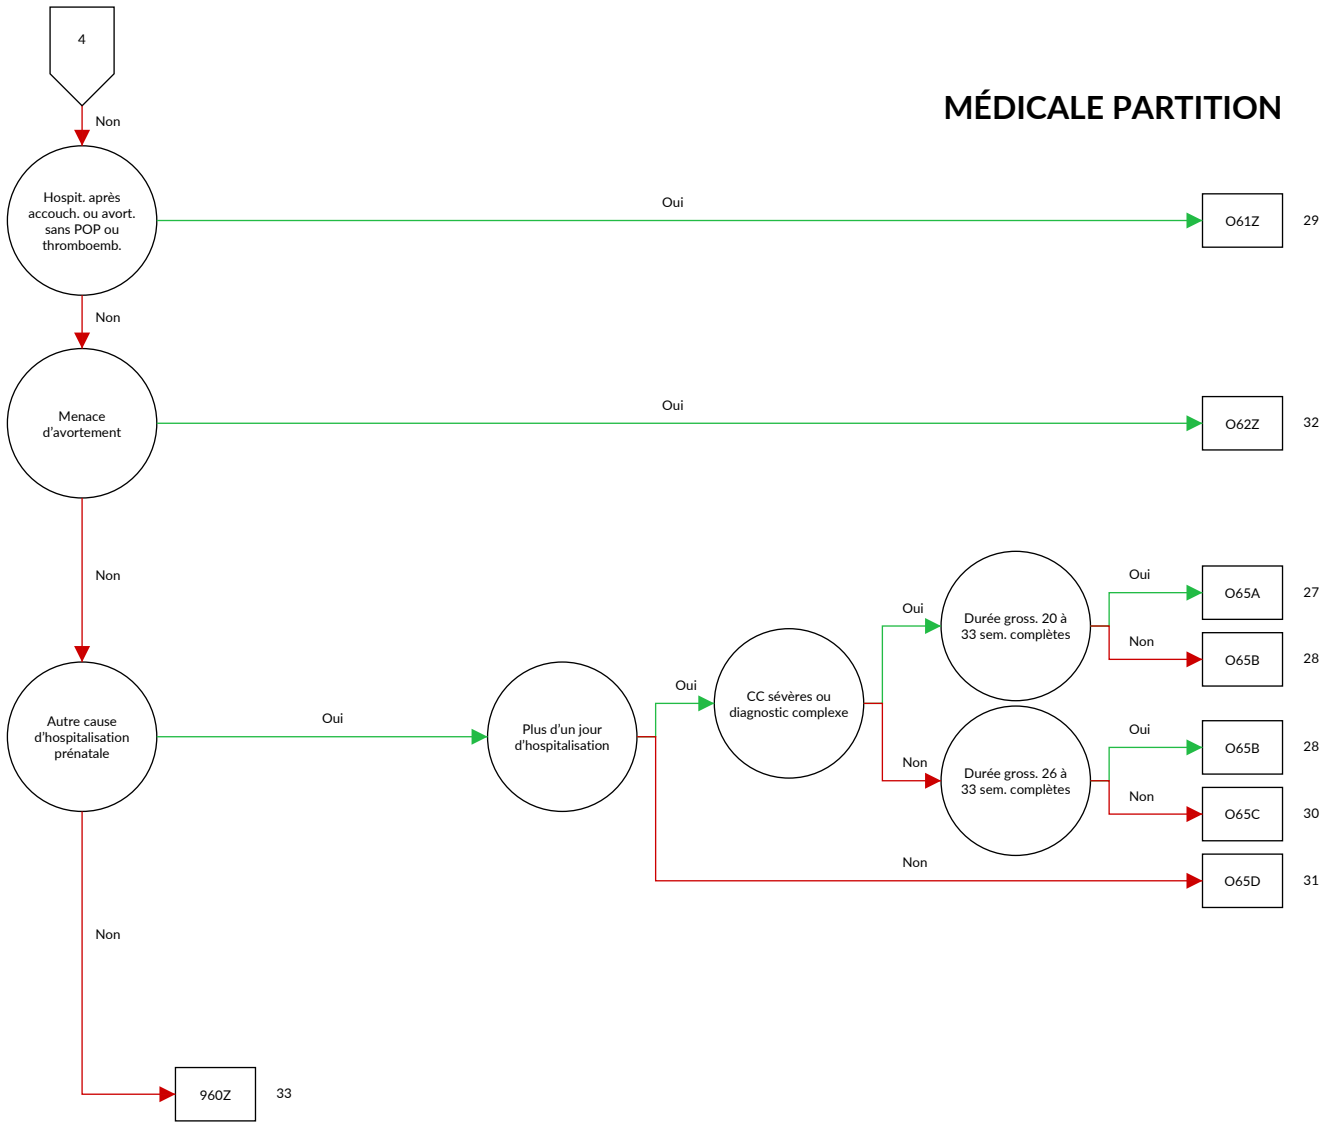 4
MÉDICALE PARTITION
Non
Hospit. après
accouch. ou avort.
sans POP ou
thromboemb.
Oui
O61Z
29
Non
Menace
d'avortement
Oui
O62Z
32
Non
Autre cause
d'hospitalisation
prénatale
Oui
Plus d'un jour
d'hospitalisation
Oui
CC sévères ou
diagnostic complexe
Oui
Durée gross. 20 à
33 sem. complètes
Oui
O65A
27
Non
O65B
28
Non
Durée gross. 26 à
33 sem. complètes
Oui
O65B
28
Non
O65C
30
Non
O65D
31
Non
960Z
33